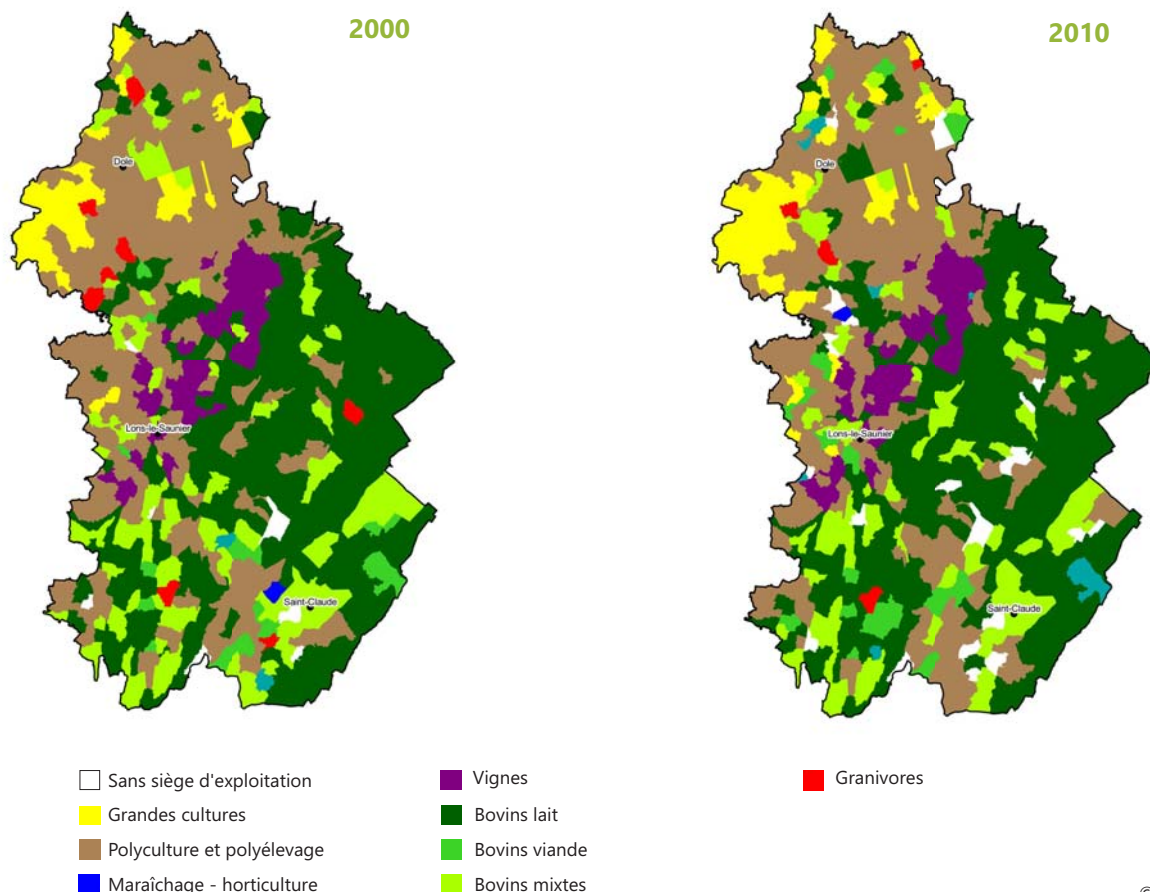 2000
2010
Dole
Dole
Lons-le-Saunier
Lons-le-Saunier
Saint-Claude
Saint-Claude
Sans siège d'exploitation
Vignes
Granivores
Grandes cultures
Bovins lait
Polyculture et polyélevage
Bovins viande
Maraîchage - horticulture
Bovins mixtes
©